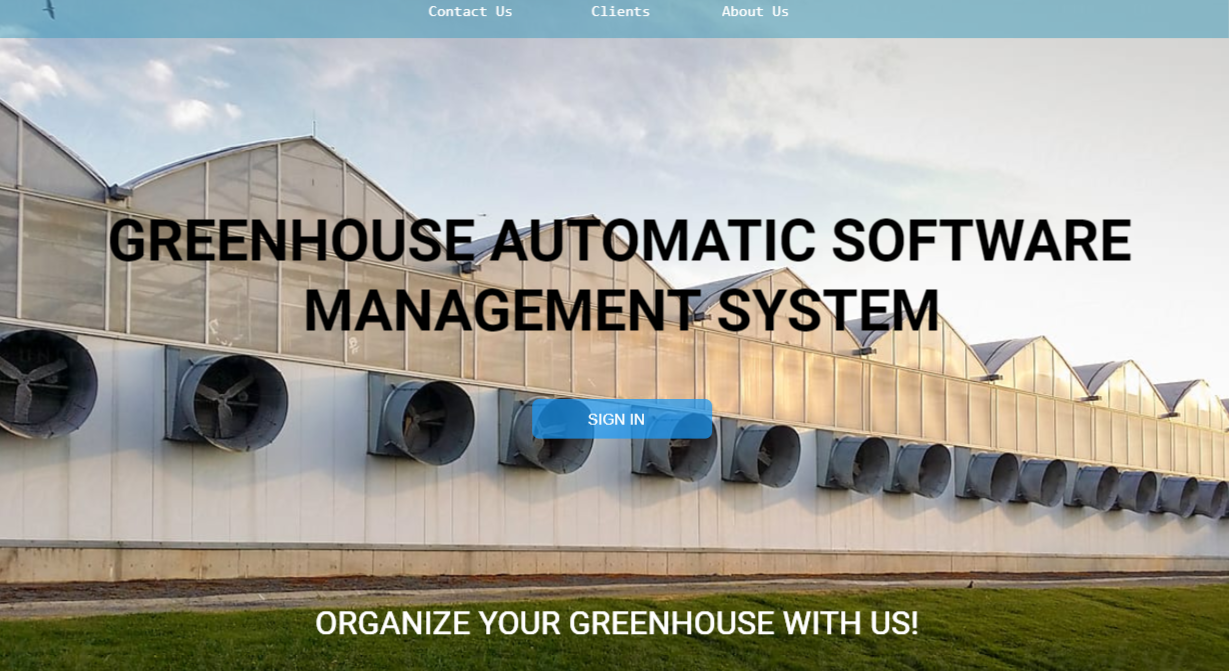 Contact Us Clients About Us
GREENHOUSE AUTOMATIC SOFTWARE
MANAGEMENT SYSTEM
SIGN IN
ORGANIZE YOUR GREENHOUSE WITH US!